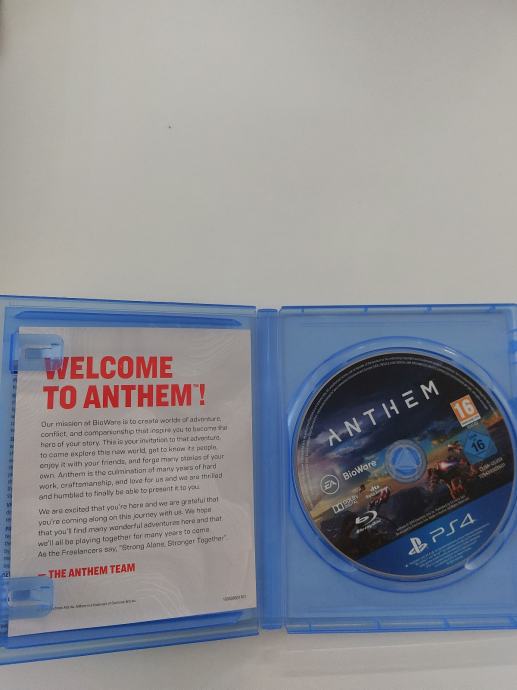 WELCOME
TO ANTHEM™!
Our mission at BioWare is to create worlds of adventure,
conflict, and companionship that inspire you to become the
hero of your story. This is your invitation to that adventure,
to come explore this new world, get to know its people,
enjoy it with your friends, and forge many stories of your
own. Anthem is the culmination of many years of hard
work, craftsmanship, and love for us and we are thrilled
and humbled to finally be able to present it to you.
We are excited that you're here and we are grateful that
you're coming along on this journey with us. We hope
that you'll find many wonderful adventures here and that
we'll all be playing together for many years to come.
As the Freelancers say, "Strong Alone, Stronger Together".
— THE ANTHEM TEAM
ANTHEM
16
16
EA
BioWare
Blu-ray
PS4